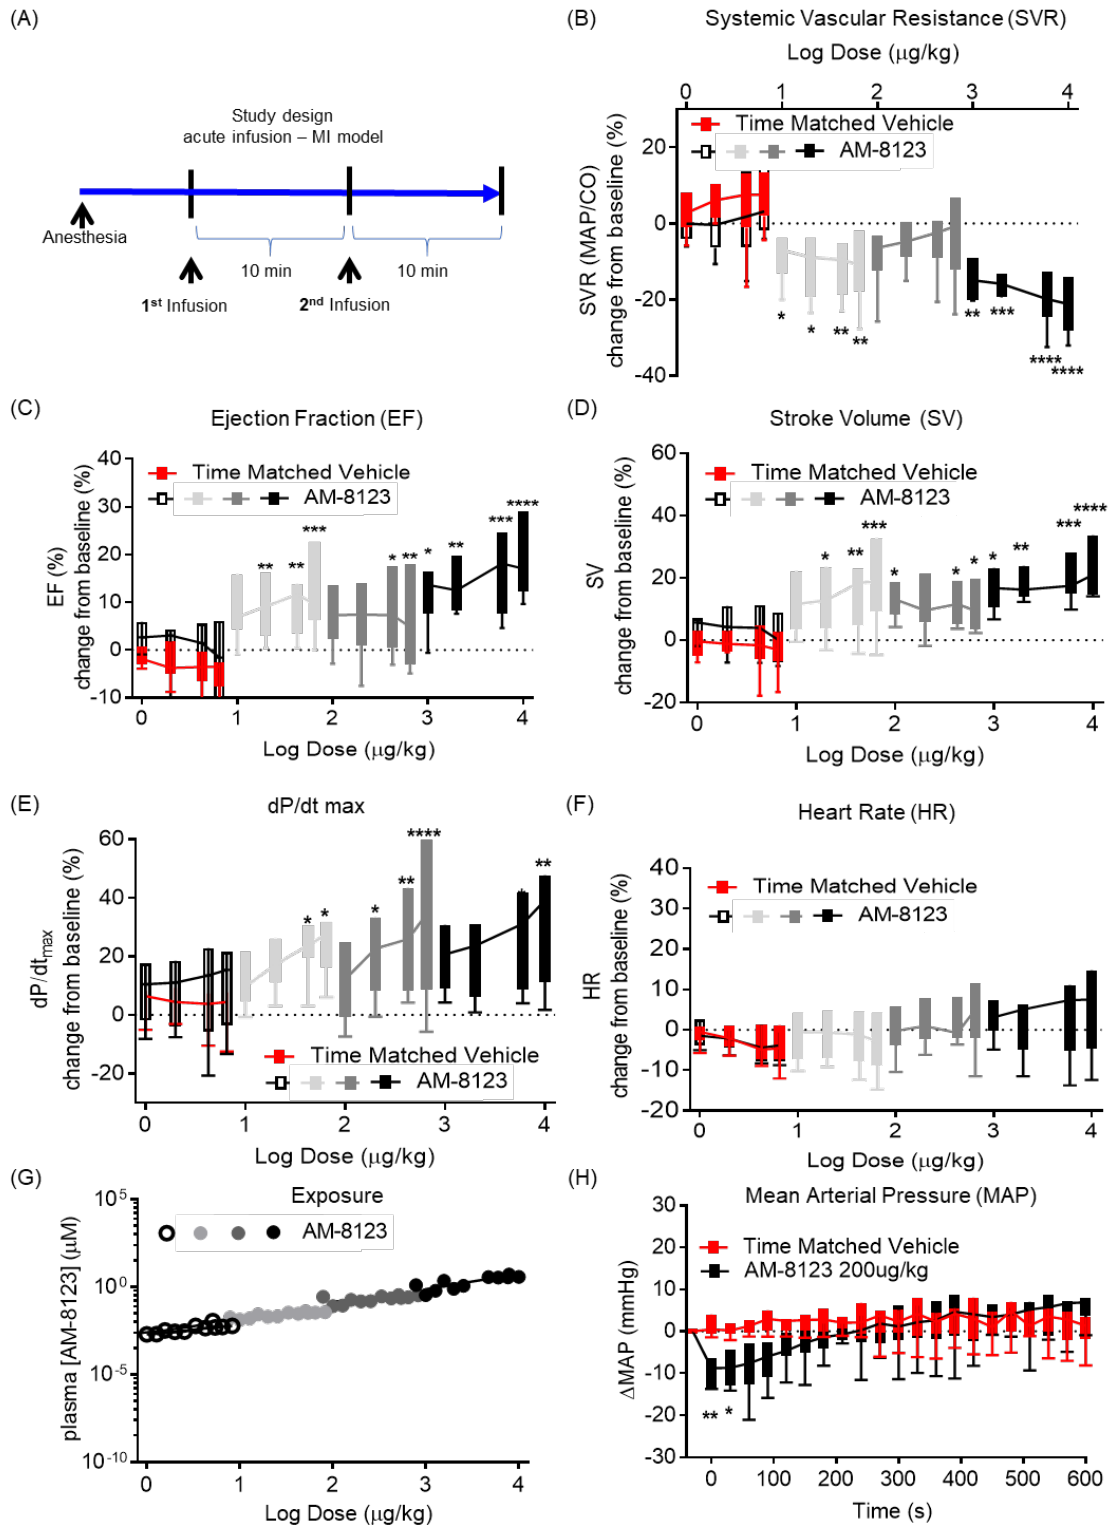 (A)
Study design
acute infusion – MI model
Anesthesia
10 min
10 min
1st Infusion
2nd Infusion
(B)
Systemic Vascular Resistance (SVR)
Log Dose (μg/kg)
0 1 2 3 4
Time Matched Vehicle
AM-8123
SVR (MAP/CO)
change from baseline (%)
20
0
-20
-40
* * ** ** ** *** **** ****
(C)
Ejection Fraction (EF)
Time Matched Vehicle
AM-8123
EF (%)
change from baseline (%)
40
30
20
10
0
-10
** ** *** * ** * ** *** ****
0 1 2 3 4
Log Dose (μg/kg)
(D)
Stroke Volume (SV)
Time Matched Vehicle
AM-8123
SV
change from baseline (%)
60
40
20
0
-20
* ** *** * * * * ** *** ****
0 1 2 3 4
Log Dose (μg/kg)
(E)
dP/dt max
dP/dtmax
change from baseline (%)
60
40
20
0
-20
* * * ** **** **
Time Matched Vehicle
AM-8123
0 1 2 3 4
Log Dose (μg/kg)
(F)
Heart Rate (HR)
Time Matched Vehicle
AM-8123
HR
change from baseline (%)
40
30
20
10
0
-10
-20
0 1 2 3 4
Log Dose (μg/kg)
(G)
Exposure
AM-8123
plasma [AM-8123] (μM)
10^5
10^0
10^-5
10^-10
0 1 2 3 4
Log Dose (μg/kg)
(H)
Mean Arterial Pressure (MAP)
Time Matched Vehicle
AM-8123 200ug/kg
ΔMAP (mmHg)
30
20
10
0
-10
-20
-30
** *
0 100 200 300 400 500 600
Time (s)